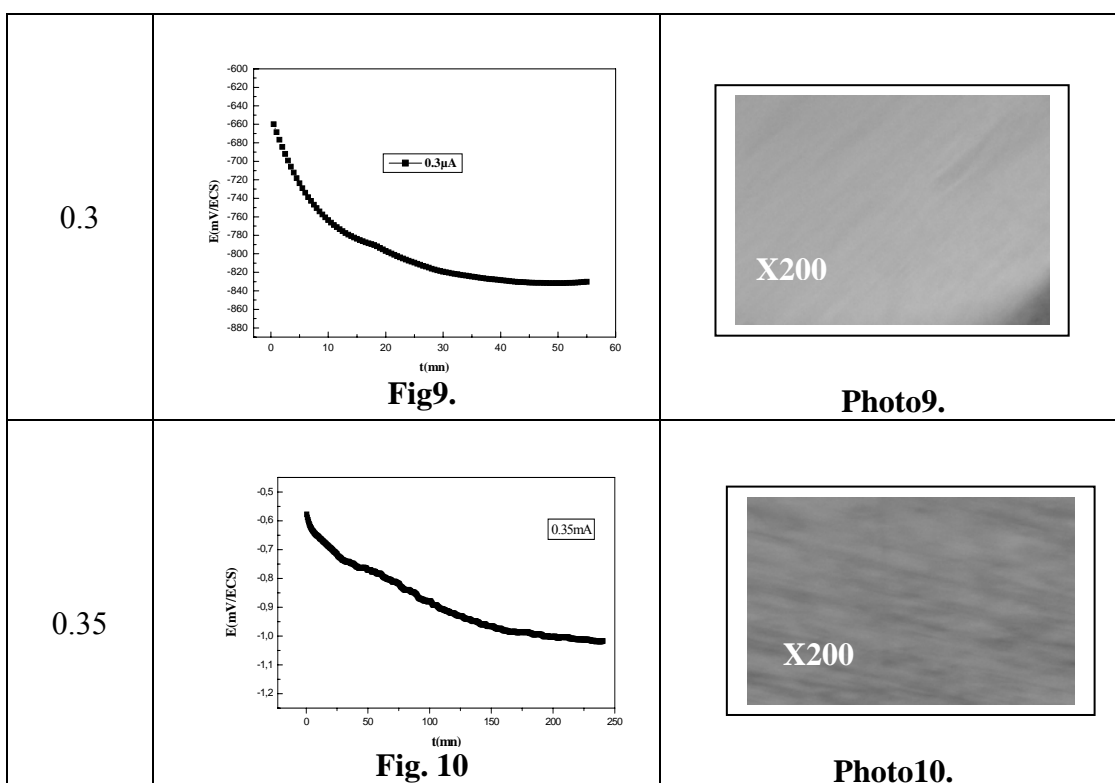 0.3
-600
-620
-640
-660
-680
-700
-720
-740
-760
-780
-800
-820
-840
-860
-880
E(mV/ECS)
0.3µA
0 10 20 30 40 50 60
t(mn)
Fig9.
X200
Photo9.
0.35
-0,5
-0,6
-0,7
-0,8
-0,9
-1,0
-1,1
-1,2
E(mV/ECS)
0.35mA
0 50 100 150 200 250
t(mn)
Fig. 10
X200
Photo10.